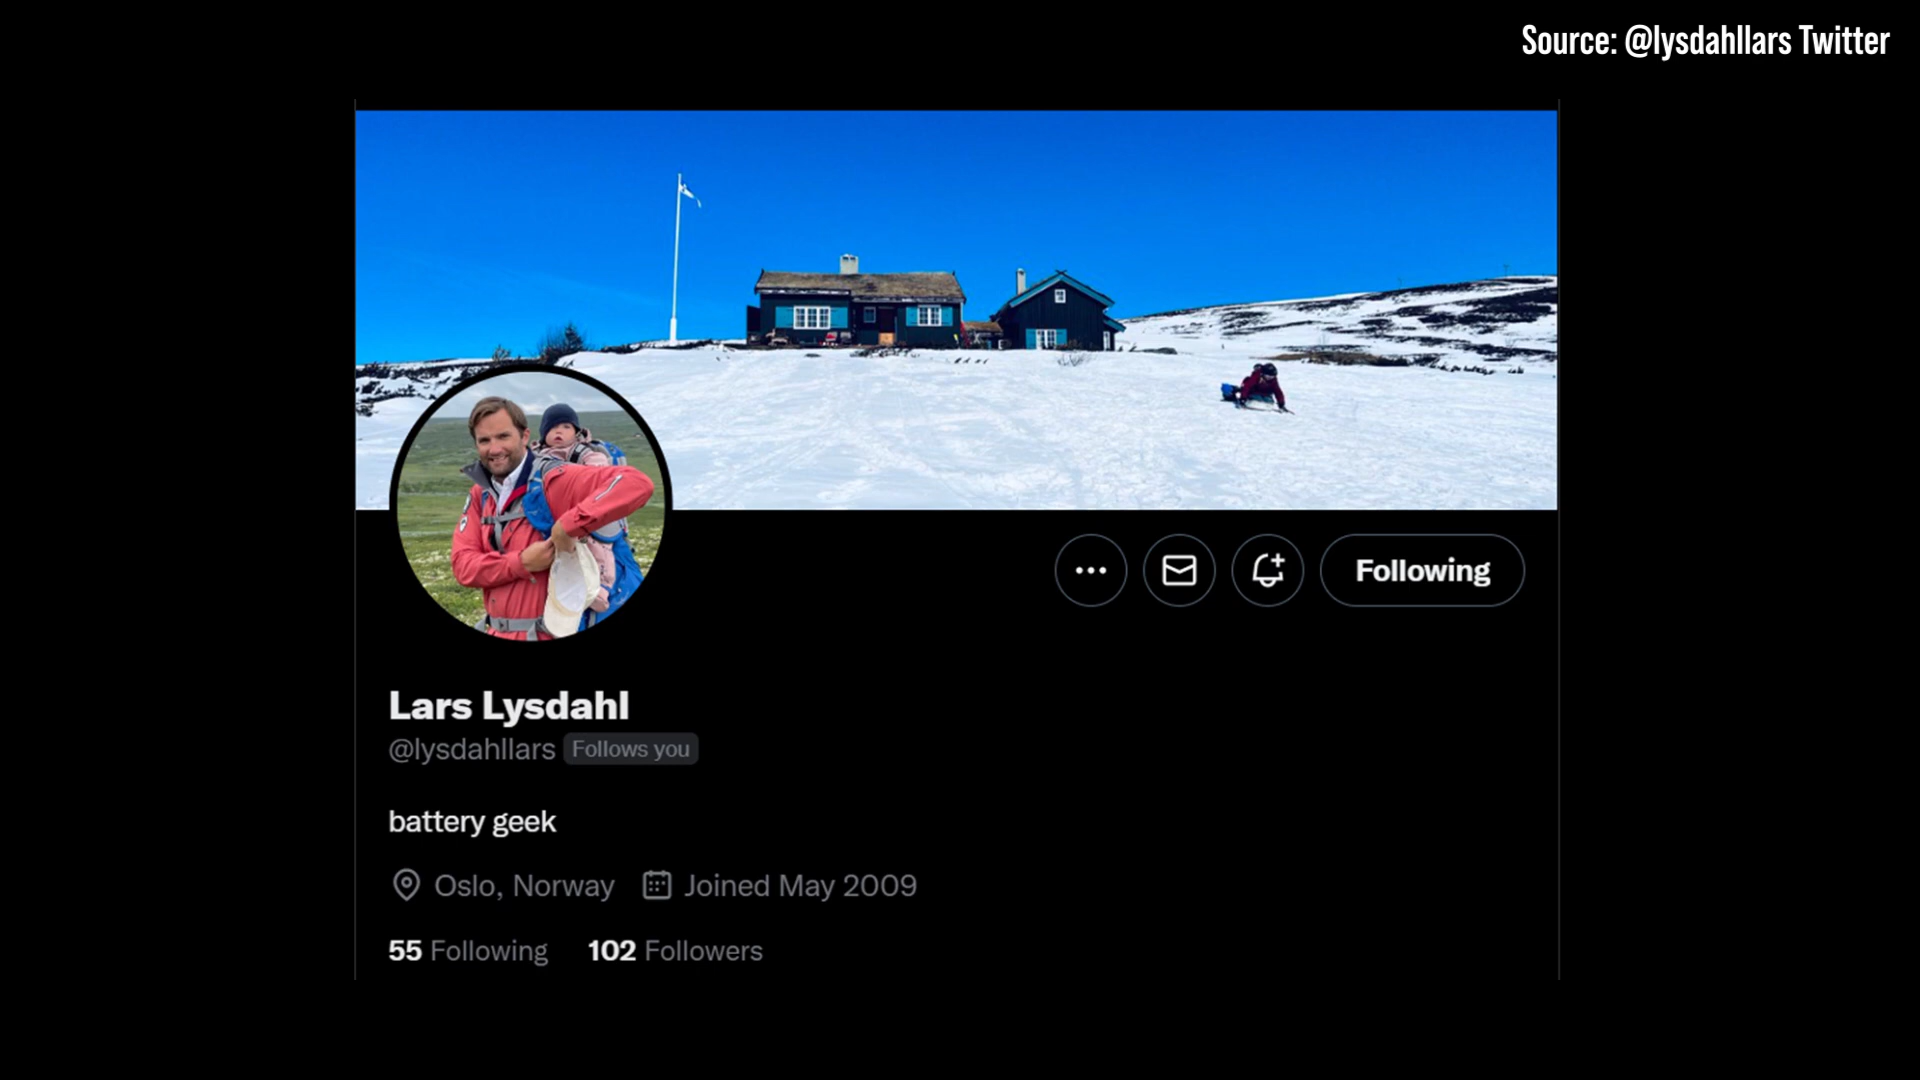 Source: @lysdahllars Twitter
Following
Lars Lysdahl
@lysdahllars Follows you
battery geek
Oslo, Norway Joined May 2009
55 Following 102 Followers